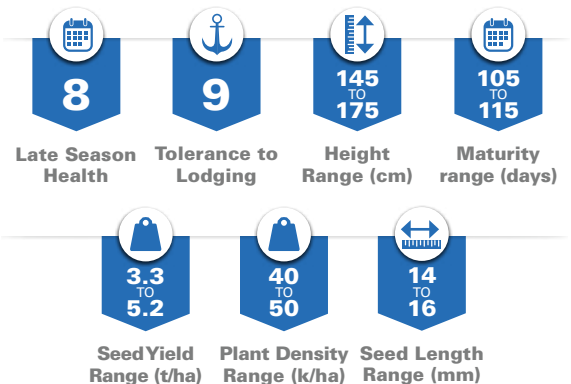 8
9
145
TO
175
105
TO
115
Late Season
Health
Tolerance to
Lodging
Height
Range (cm)
Maturity
range (days)
3.3
TO
5.2
40
TO
50
14
TO
16
Seed Yield
Range (t/ha)
Plant Density
Range (k/ha)
Seed Length
Range (mm)